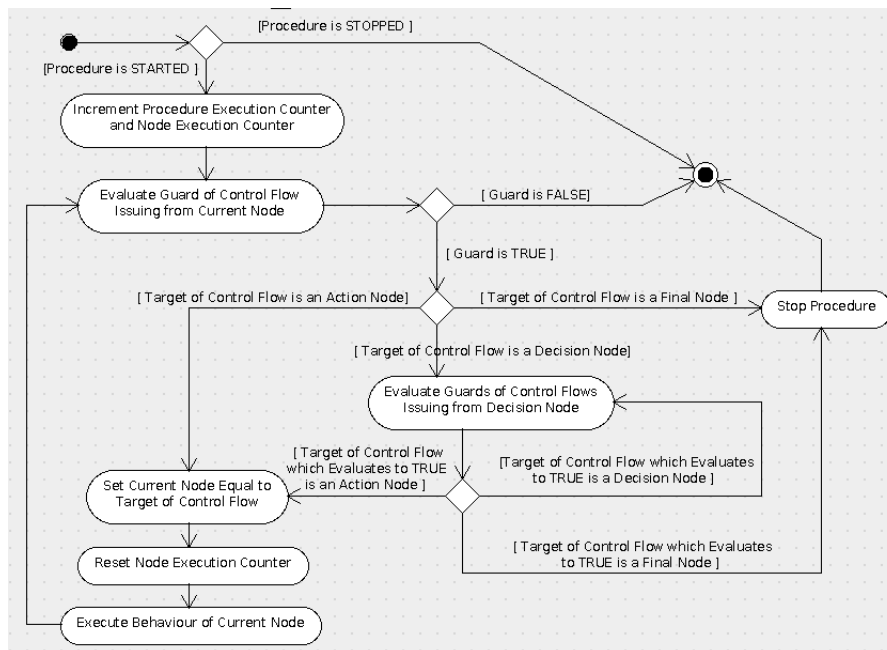 [Procedure is STOPPED ]
[Procedure is STARTED ]
Increment Procedure Execution Counter
and Node Execution Counter
Evaluate Guard of Control Flow
Issuing from Current Node
[ Guard is FALSE]
[ Guard is TRUE ]
[ Target of Control Flow is an Action Node]
[ Target of Control Flow is a Final Node ]
Stop Procedure
[ Target of Control Flow is a Decision Node]
Evaluate Guards of Control Flows
Issuing from Decision Node
[ Target of Control Flow
which Evaluates to TRUE
is an Action Node ]
[Target of Control Flow which Evaluates
to TRUE is a Decision Node ]
Set Current Node Equal to
Target of Control Flow
[ Target of Control Flow which Evaluates
to TRUE is a Final Node ]
Reset Node Execution Counter
Execute Behaviour of Current Node